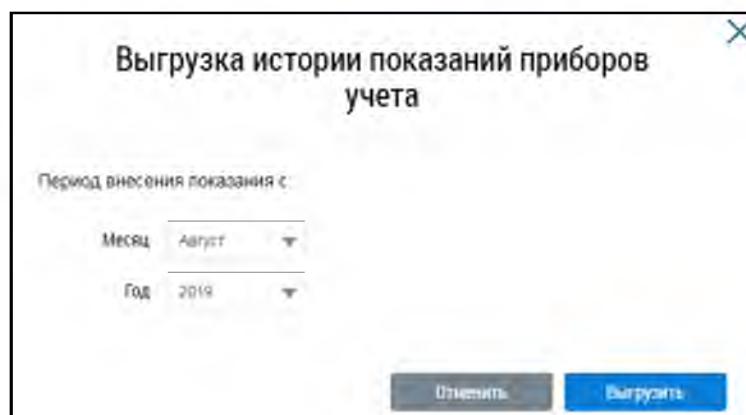 Выгрузка истории показаний приборов
учета
Период внесения показания с
Месяц Август
Год 2019
Отменить Выгрузить